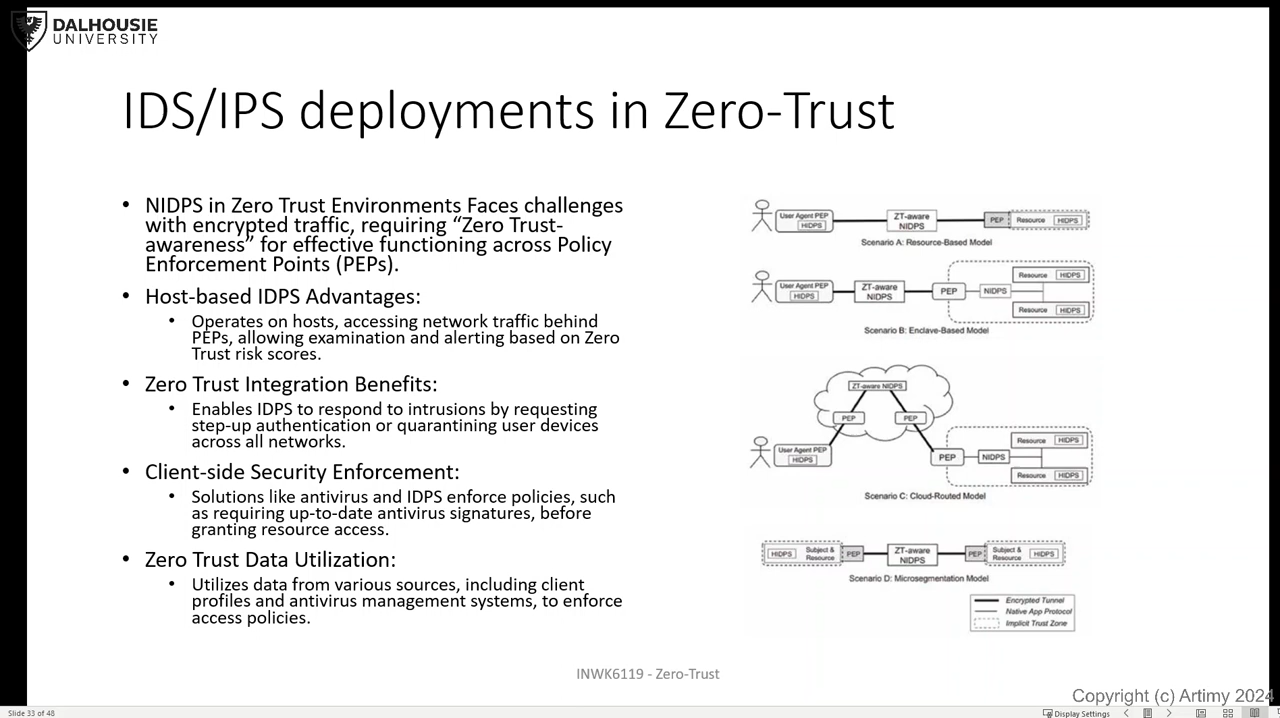 DALHOUSIE
UNIVERSITY
IDS/IPS deployments in Zero-Trust
• NIDPS in Zero Trust Environments Faces challenges
with encrypted traffic, requiring “Zero Trust-
awareness” for effective functioning across Policy
Enforcement Points (PEPs).
• Host-based IDPS Advantages:
• Operates on hosts, accessing network traffic behind
PEPs, allowing examination and alerting based on Zero
Trust risk scores.
• Zero Trust Integration Benefits:
• Enables IDPS to respond to intrusions by requesting
step-up authentication or quarantining user devices
across all networks.
• Client-side Security Enforcement:
• Solutions like antivirus and IDPS enforce policies, such
as requiring up-to-date antivirus signatures, before
granting resource access.
• Zero Trust Data Utilization:
• Utilizes data from various sources, including client
profiles and antivirus management systems, to enforce
access policies.
User Agent PEP
HIDPS
ZT-aware
NIDPS
PEP
Resource
HIDPS
Scenario A: Resource-Based Model
User Agent PEP
HIDPS
ZT-aware
NIDPS
PEP
NIDPS
Resource
HIDPS
Resource
HIDPS
Scenario B: Enclave-Based Model
ZT-aware NIDPS
PEP
PEP
User Agent PEP
HIDPS
PEP
NIDPS
Resource
HIDPS
Resource
HIDPS
Scenario C: Cloud-Routed Model
HIDPS
Subject &
Resource
PEP
ZT-aware
NIDPS
PEP
Subject &
Resource
HIDPS
Scenario D: Microsegmentation Model
Encrypted Tunnel
Native App Protocol
Implicit Trust Zone
INWK6119 - Zero-Trust
Copyright (c) Artimy 2024
Slide 33 of 48
Display Settings